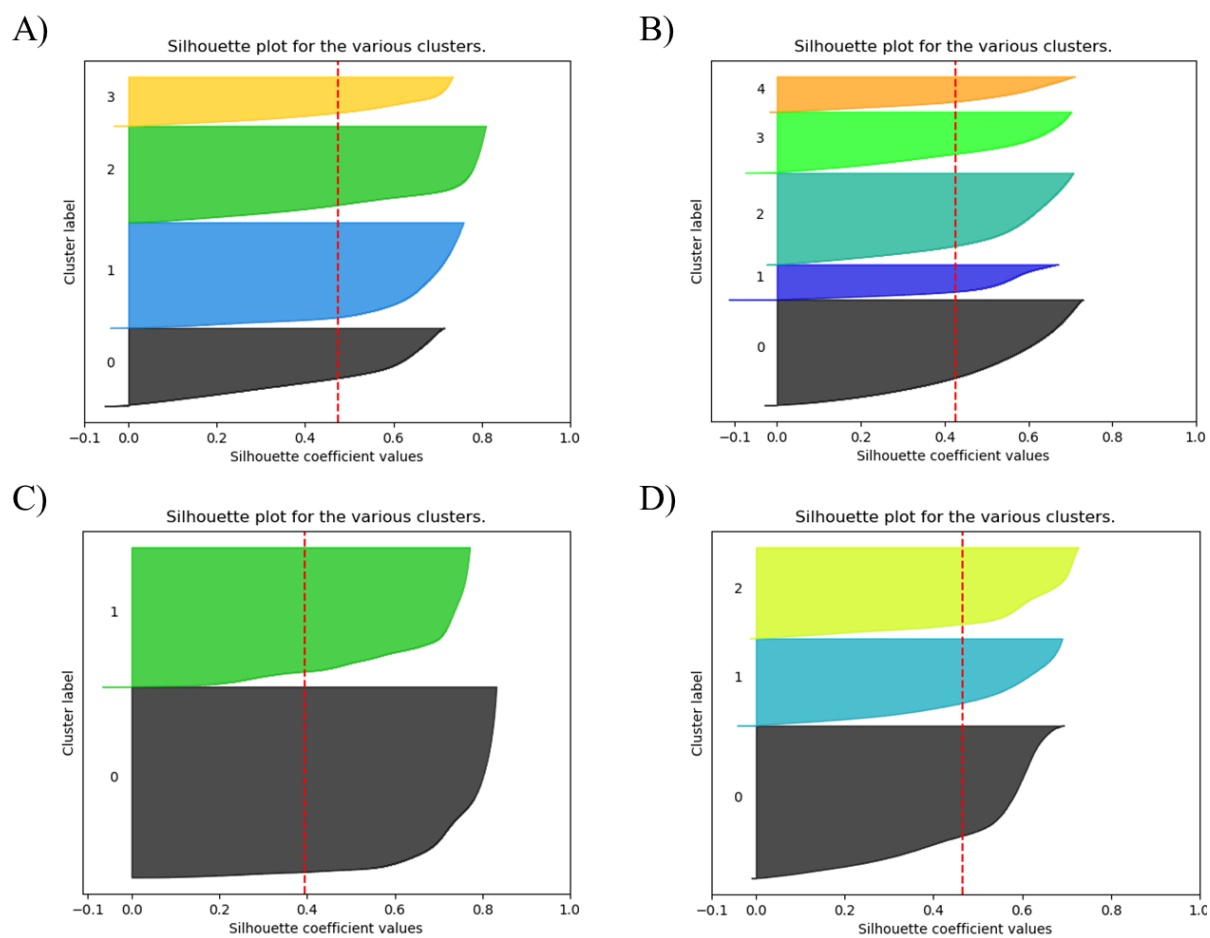 A)
Silhouette plot for the various clusters.
3
2
1
0
Cluster label
−0.1 0.0 0.2 0.4 0.6 0.8 1.0
Silhouette coefficient values
B)
Silhouette plot for the various clusters.
4
3
2
1
0
Cluster label
−0.1 0.0 0.2 0.4 0.6 0.8 1.0
Silhouette coefficient values
C)
Silhouette plot for the various clusters.
1
0
Cluster label
−0.1 0.0 0.2 0.4 0.6 0.8 1.0
Silhouette coefficient values
D)
Silhouette plot for the various clusters.
2
1
0
Cluster label
−0.1 0.0 0.2 0.4 0.6 0.8 1.0
Silhouette coefficient values